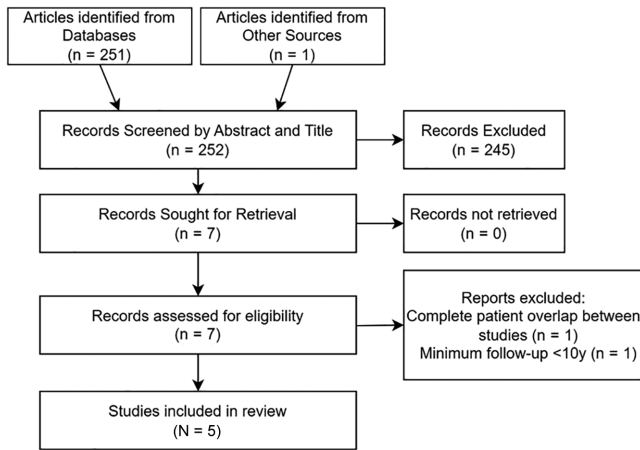 Articles identified from
Databases
(n = 251)
Articles identified from
Other Sources
(n = 1)
Records Screened by Abstract and Title
(n = 252)
Records Excluded
(n = 245)
Records Sought for Retrieval
(n = 7)
Records not retrieved
(n = 0)
Records assessed for eligibility
(n = 7)
Reports excluded:
Complete patient overlap between
studies (n = 1)
Minimum follow-up <10y (n = 1)
Studies included in review
(N = 5)